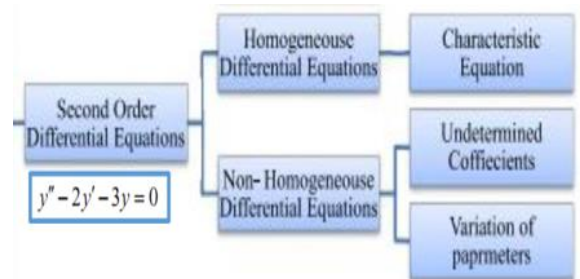 Homogeneouse
Differential Equations
Characteristic
Equation
Second Order
Differential Equations
y″ − 2y′ − 3y = 0
Non- Homogeneouse
Differential Equations
Undetermined
Coffiecients
Variation of
paprmeters